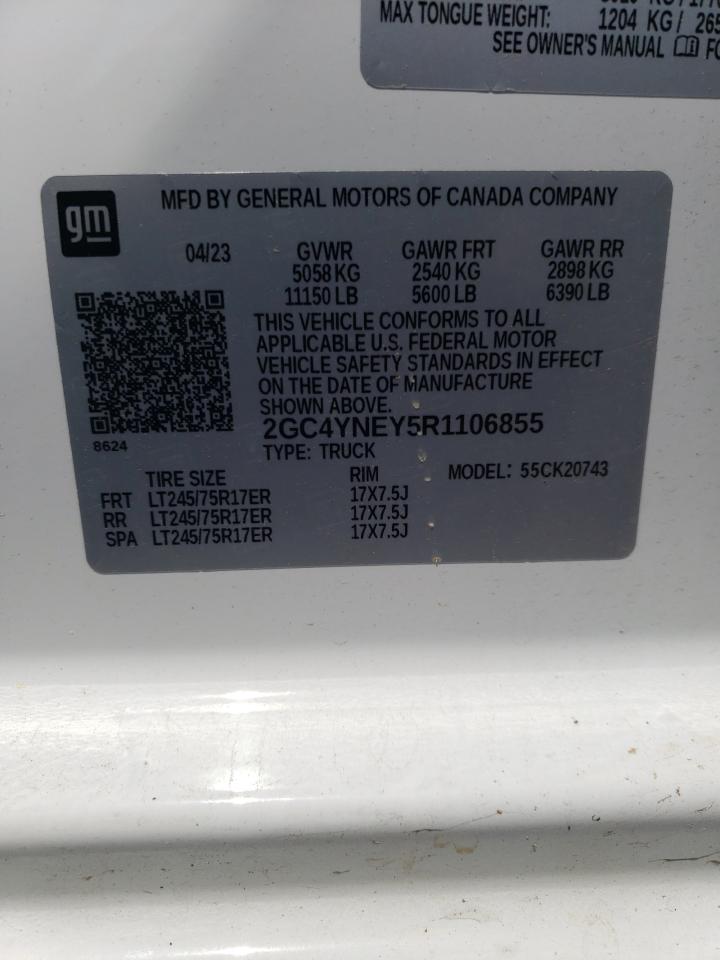 MAX TONGUE WEIGHT: 1204 KG/
SEE OWNER'S MANUAL
gm
MFD BY GENERAL MOTORS OF CANADA COMPANY
04/23 GVWR GAWR FRT GAWR RR
5058 KG 2540 KG 2898 KG
11150 LB 5600 LB 6390 LB
THIS VEHICLE CONFORMS TO ALL
APPLICABLE U.S. FEDERAL MOTOR
VEHICLE SAFETY STANDARDS IN EFFECT
ON THE DATE OF MANUFACTURE
SHOWN ABOVE.
8624
2GC4YNEY5R1106855
TYPE: TRUCK
TIRE SIZE RIM MODEL: 55CK20743
FRT LT245/75R17ER 17X7.5J
RR LT245/75R17ER 17X7.5J
SPA LT245/75R17ER 17X7.5J